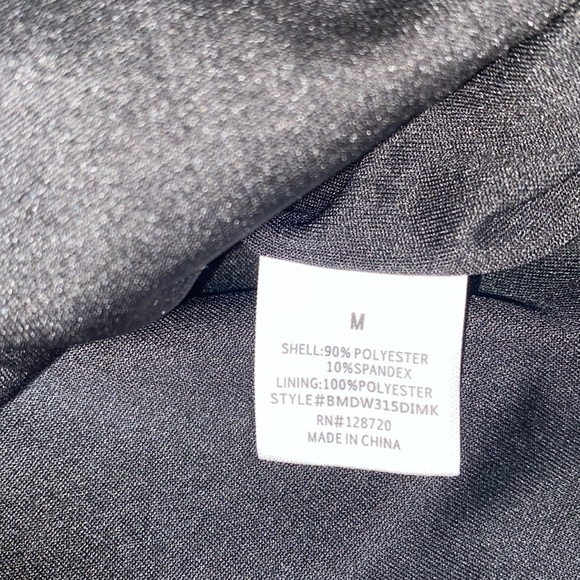 M
SHELL:90% POLYESTER
10%SPANDEX
LINING:100%POLYESTER
STYLE#BMDW315DIMK
RN#128720
MADE IN CHINA